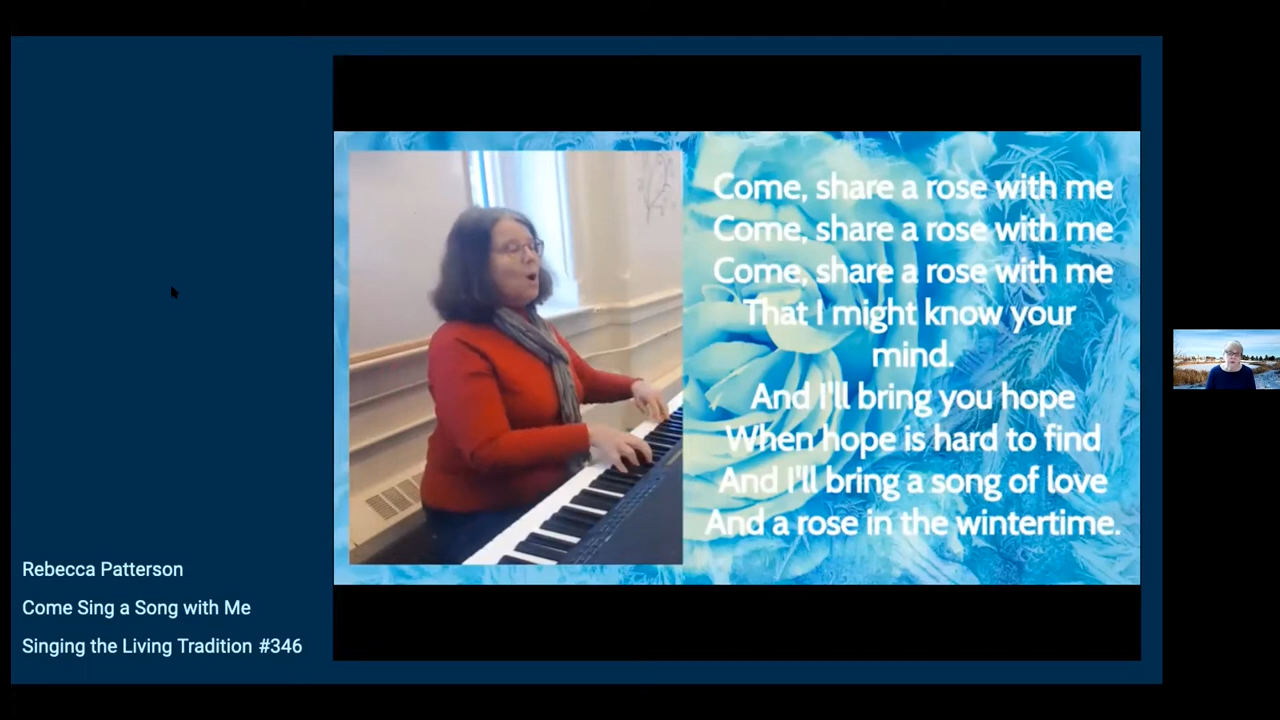 Come, share a rose with me
Come, share a rose with me
Come, share a rose with me
That I might know your
mind.
And I'll bring you hope
When hope is hard to find
And I'll bring a song of love
And a rose in the wintertime.
Rebecca Patterson
Come Sing a Song with Me
Singing the Living Tradition #346